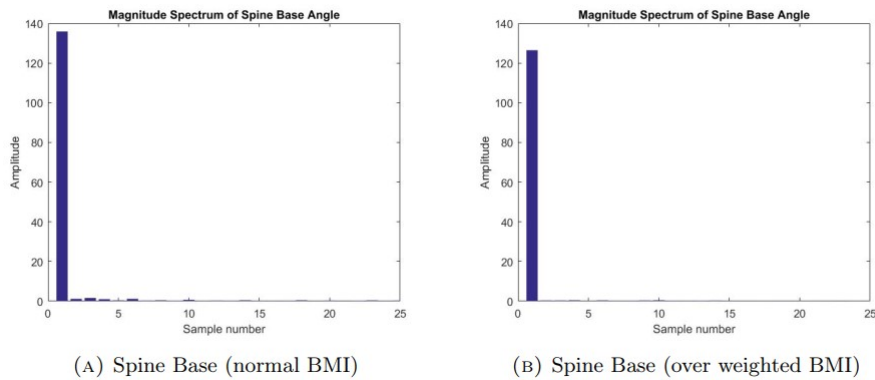 Magnitude Spectrum of Spine Base Angle
140
120
100
80
60
40
20
0
Amplitude
0 5 10 15 20 25
Sample number
(A) Spine Base (normal BMI)
Magnitude Spectrum of Spine Base Angle
140
120
100
80
60
40
20
0
Amplitude
0 5 10 15 20 25
Sample number
(B) Spine Base (over weighted BMI)